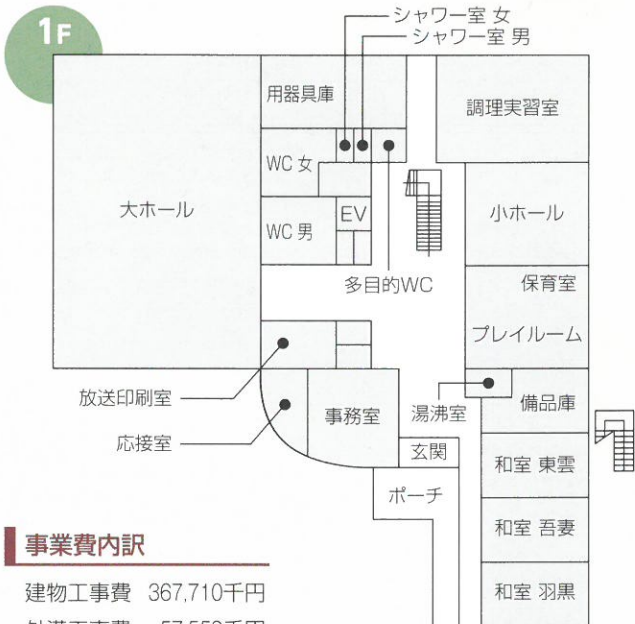 1F
シャワー室 女
シャワー室 男
用器具庫
調理実習室
WC 女
大ホール
EV
小ホール
WC 男
多目的WC
保育室
プレイルーム
放送印刷室
湯沸室
備品庫
事務室
応接室
玄関
和室 東雲
ポーチ
和室 吾妻
事業費内訳
建物工事費 367,710千円
和室 羽黒